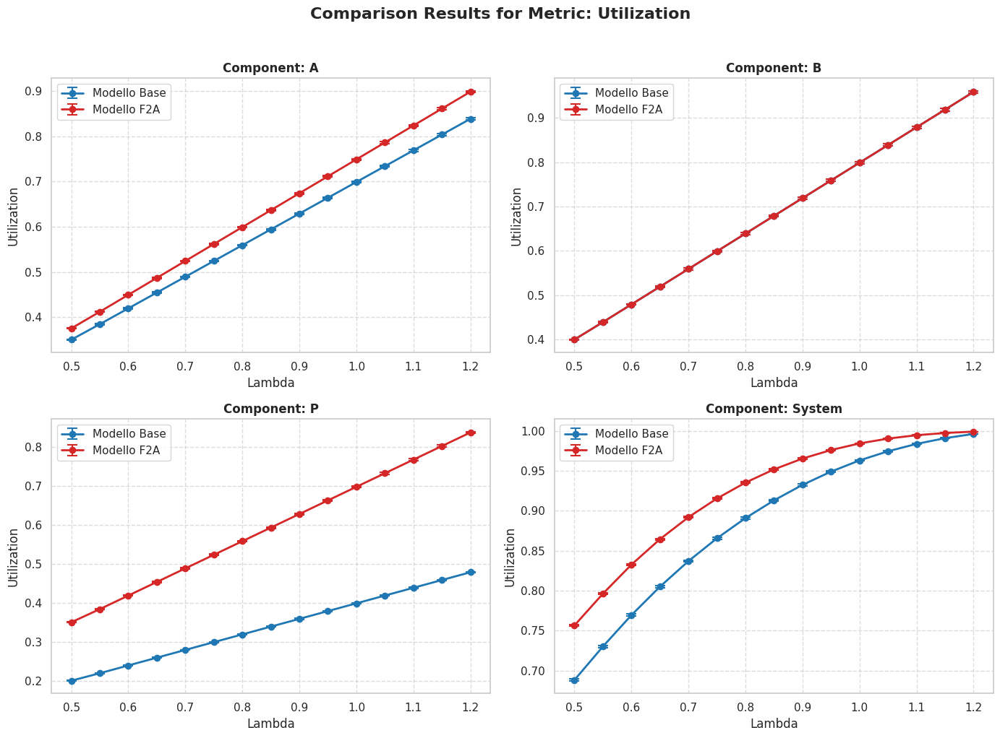 Comparison Results for Metric: Utilization
Component: A
Modello Base
Modello F2A
Utilization
0.9
0.8
0.7
0.6
0.5
0.4
0.5 0.6 0.7 0.8 0.9 1.0 1.1 1.2
Lambda
Component: B
Modello Base
Modello F2A
Utilization
0.9
0.8
0.7
0.6
0.5
0.4
0.5 0.6 0.7 0.8 0.9 1.0 1.1 1.2
Lambda
Component: P
Modello Base
Modello F2A
Utilization
0.8
0.7
0.6
0.5
0.4
0.3
0.2
0.5 0.6 0.7 0.8 0.9 1.0 1.1 1.2
Lambda
Component: System
Modello Base
Modello F2A
Utilization
1.00
0.95
0.90
0.85
0.80
0.75
0.70
0.5 0.6 0.7 0.8 0.9 1.0 1.1 1.2
Lambda